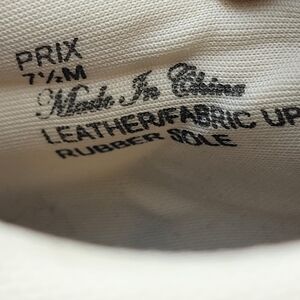 PRIX
7½M
Made In China
LEATHER/FABRIC UP
RUBBER SOLE